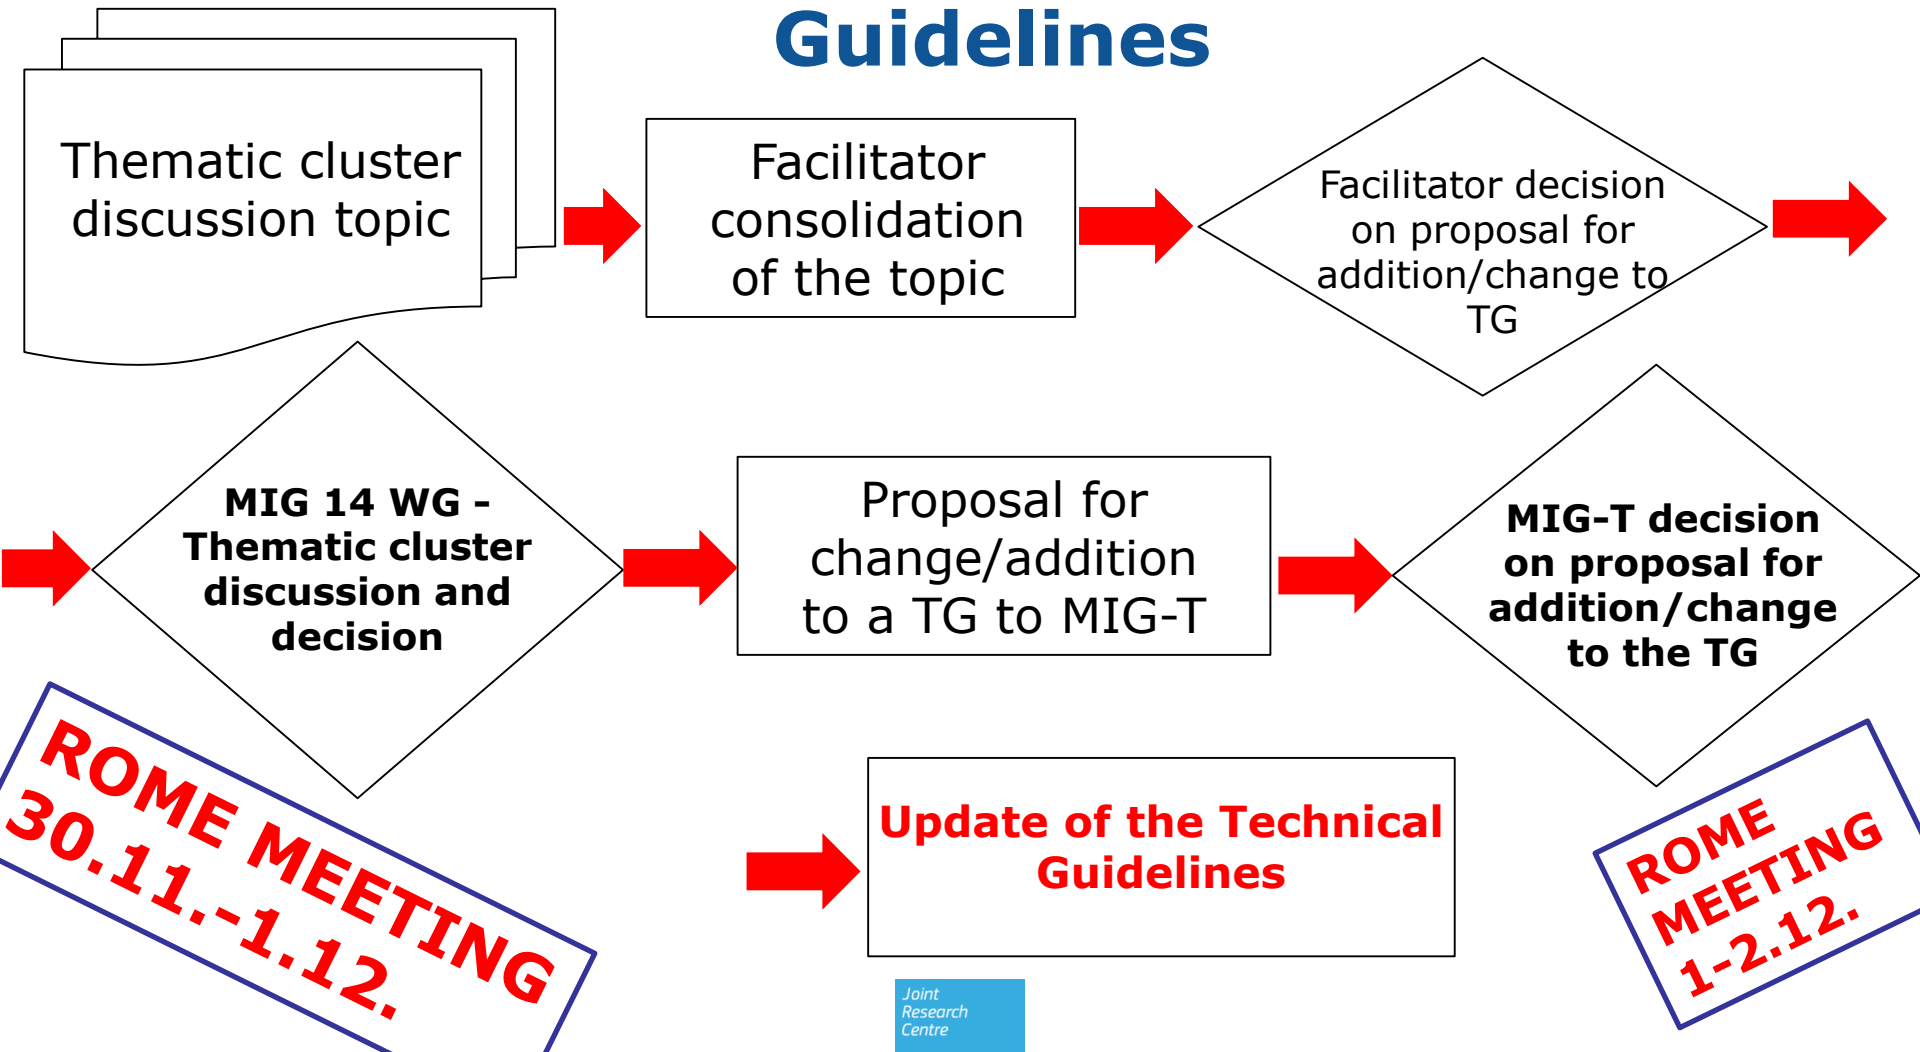 Guidelines
Thematic cluster
discussion topic
Facilitator
consolidation
of the topic
Facilitator decision
on proposal for
addition/change to
TG
MIG 14 WG -
Thematic cluster
discussion and
decision
Proposal for
change/addition
to a TG to MIG-T
MIG-T decision
on proposal for
addition/change
to the TG
ROME MEETING
30.11.-1.12.
Update of the Technical
Guidelines
ROME
MEETING
1-2.12.
Joint
Research
Centre